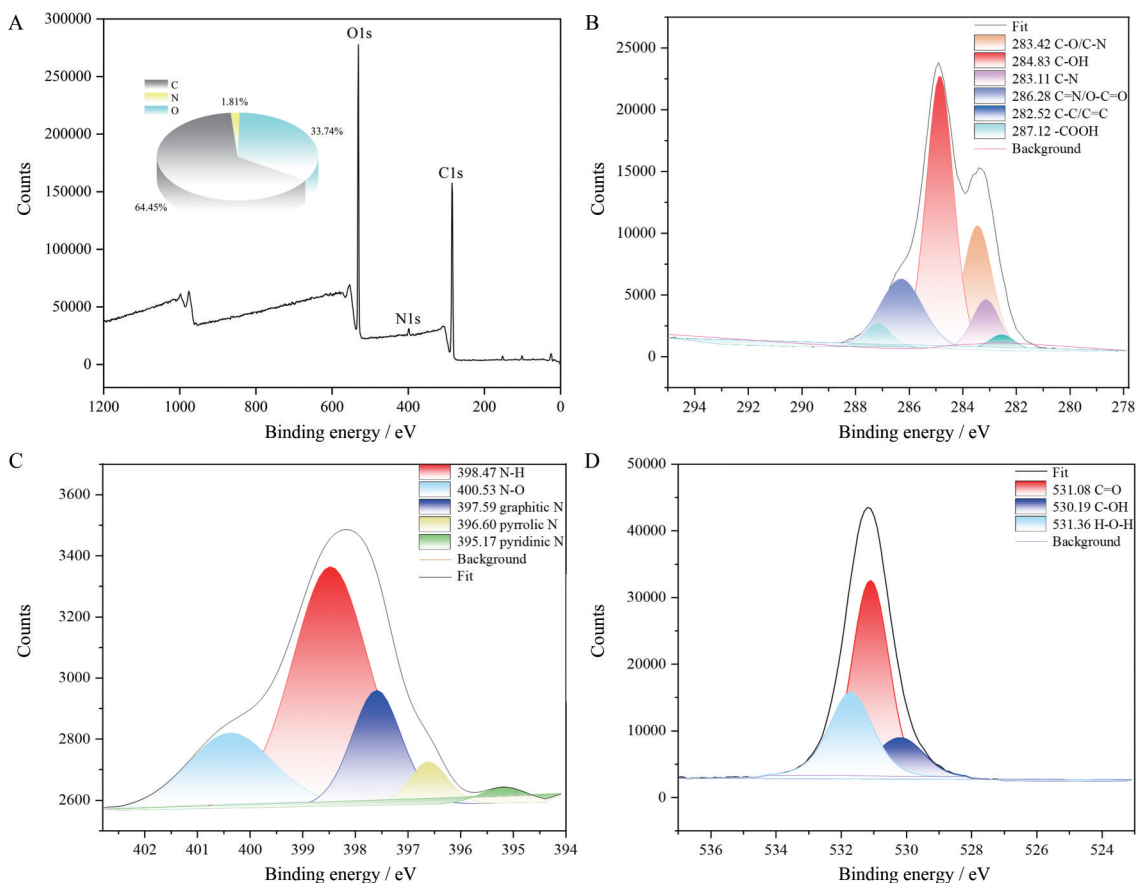 A
300000
250000
200000
150000
100000
50000
0
Counts
1200
1000
800
600
400
200
0
Binding energy / eV
O1s
C1s
N1s
C
N
O
1.81%
33.74%
64.45%
B
25000
20000
15000
10000
5000
0
Counts
294
292
290
288
286
284
282
280
278
Binding energy / eV
Fit
283.42 C-O/C-N
284.83 C-OH
283.11 C-N
286.28 C=N/O-C=O
282.52 C-C/C=C
287.12 -COOH
Background
C
3600
3400
3200
3000
2800
2600
Counts
402
401
400
398
397
396
395
394
Binding energy / eV
398.47 N-H
400.53 N-O
397.59 graphitic N
396.60 pyrrolic N
395.17 pyridinic N
Background
Fit
D
50000
40000
30000
20000
10000
0
Counts
536
534
532
530
528
526
524
Binding energy / eV
Fit
531.08 C=O
530.19 C-OH
531.36 H-O-H
Background